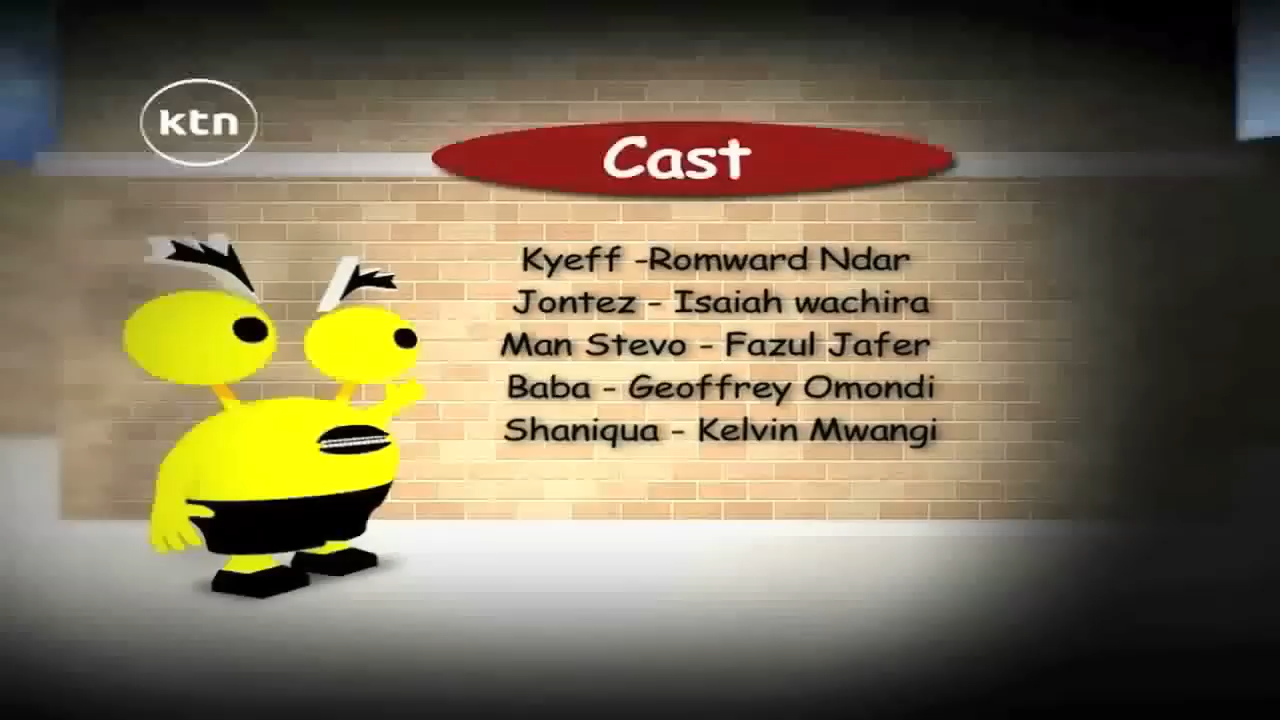 ktn
Cast
Kyeff -Romward Ndar
Jontez - Isaiah wachira
Man Stevo - Fazul Jafer
Baba - Geoffrey Omondi
Shaniqua - Kelvin Mwangi